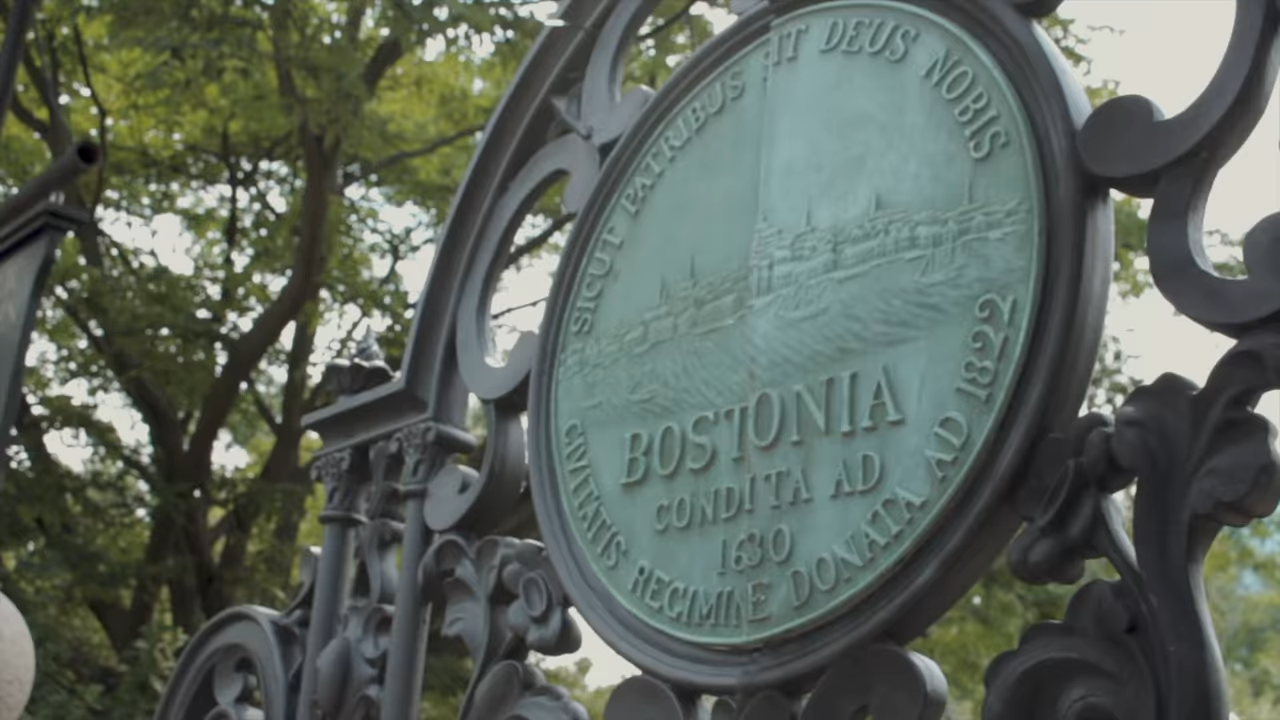 SICUT PATRIBUS SIT DEUS NOBIS
BOSTONIA
CONDITA AD
1630
CIVITATIS REGIMINE DONATA AD 1822